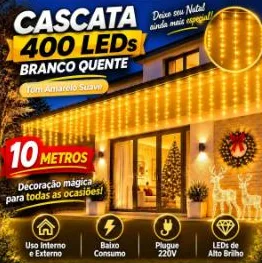 CASCATA
400 LEDs
BRANCO QUENTE
Tom Amarelo Suave
Deixe seu Natal
ainda mais especial!
10 METROS
Decoração mágica
para todas as ocasiões!
Uso Interno
e Externo
Baixo
Consumo
Plugue
220V
LEDs de
Alto Brilho